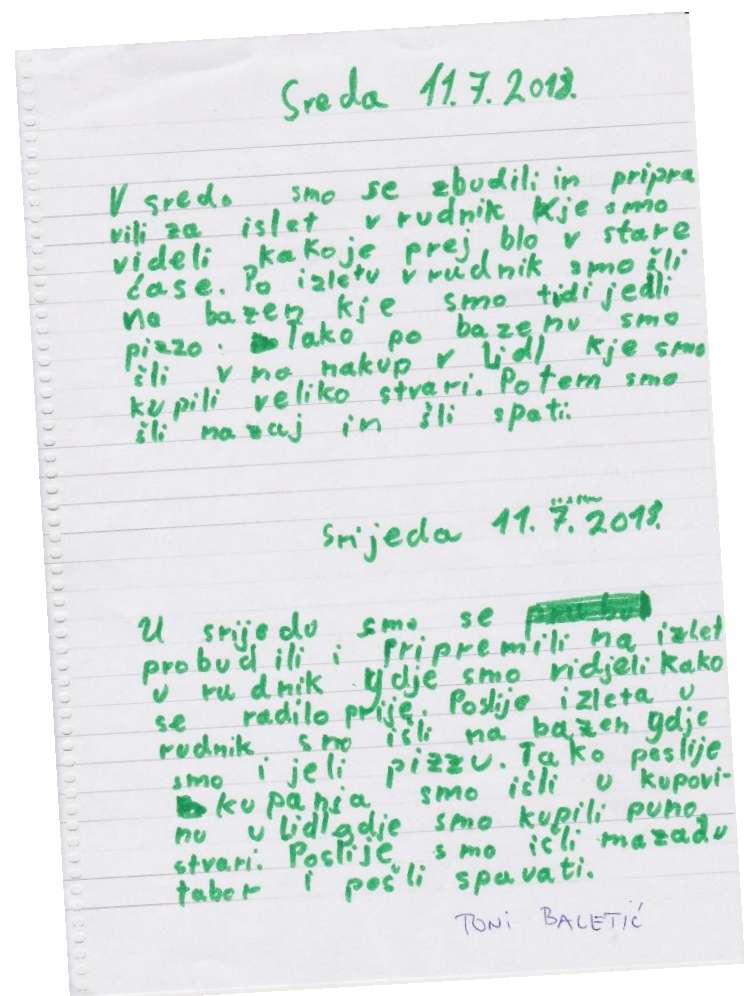 Sreda 11.7.2018.
V sredo smo se zbudili in pripra
vili za islet v rudnik kje smo
videli kakoje prej blo v stare
čase. Po izletu v rudnik smo šli
na bazen kje smo tudi jedli
pizzo. Tako po bazenu smo
šli v na nakup v Lidl kje smo
kupili veliko stvari. Potem smo
šli nazaj in šli spati.
Srijeda 11.7.2018.
U srijedu smo se
probudili i pripremili na izlet
u rudnik gdje smo vidjeli kako
se radilo prije. Poslije izleta u
rudnik smo išli na bazen gdje
smo i jeli pizzu. Tako poslije
kupanja smo išli u kupovi-
nu u lidl gdje smo kupili puno
stvari. Poslije smo išli nazad u
tabor i pošli spavati.
TONI BALETIĆ